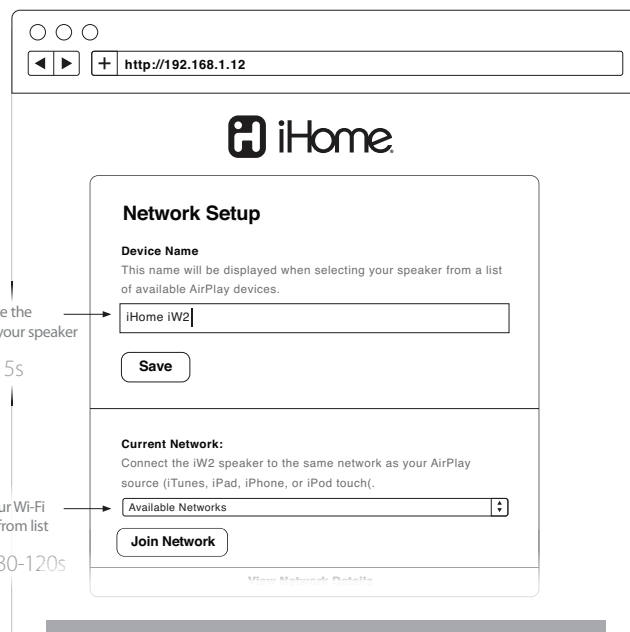 http://192.168.1.12
iHome
Network Setup
Device Name
This name will be displayed when selecting your speaker from a list
of available AirPlay devices.
e the
your speaker
iHome iW2
5s
Save
Current Network:
Connect the iW2 speaker to the same network as your AirPlay
source (iTunes, iPad, iPhone, or iPod touch(.
ur Wi-Fi
from list
Available Networks
Join Network
30-120s
View Network Details